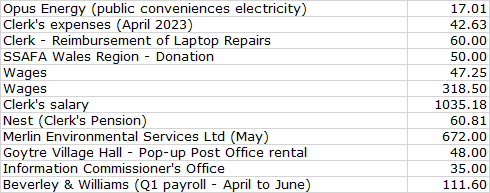 Opus Energy (public conveniences electricity) 17.01
Clerk's expenses (April 2023) 42.63
Clerk - Reimbursement of Laptop Repairs 60.00
SSAFA Wales Region - Donation 50.00
Wages 47.25
Wages 318.50
Clerk's salary 1035.18
Nest (Clerk's Pension) 60.81
Merlin Environmental Services Ltd (May) 672.00
Goytre Village Hall - Pop-up Post Office rental 48.00
Information Commissioner's Office 35.00
Beverley & Williams (Q1 payroll - April to June) 111.60